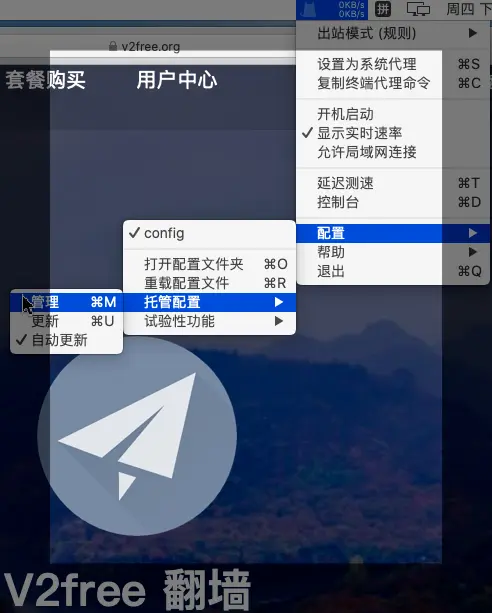 0KB/s
0KB/s
拼
周四 下
v2free.org
套餐购买 用户中心
出站模式 (规则)
设置为系统代理 ⌘S
复制终端代理命令 ⌘C
开机启动
✓ 显示实时速率
允许局域网连接
延迟测速 ⌘T
控制台 ⌘D
配置
帮助
退出 ⌘Q
✓ config
打开配置文件夹 ⌘O
重载配置文件 ⌘R
托管配置
试验性功能
管理 ⌘M
更新 ⌘U
✓ 自动更新
V2free 翻墙